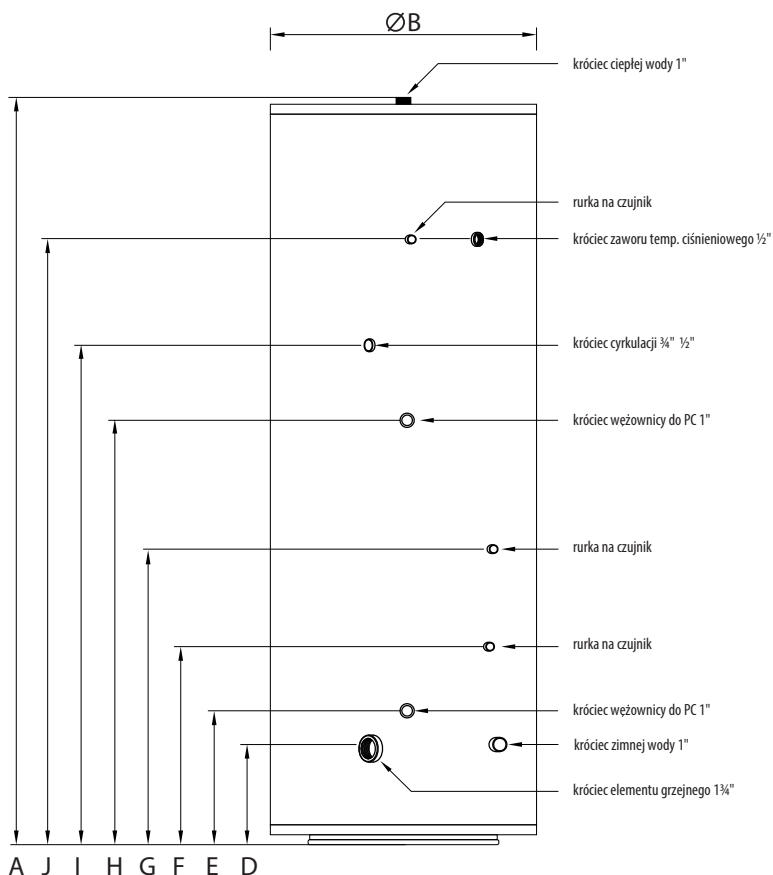 ØB
króciec ciepłej wody 1"
rurka na czujnik
króciec zaworu temp. ciśnieniowego ½"
króciec cyrkulacji ¾" ½"
króciec wężownicy do PC 1"
rurka na czujnik
rurka na czujnik
króciec wężownicy do PC 1"
króciec zimnej wody 1"
króciec elementu grzejnego 1¾"
A J I H G F E D